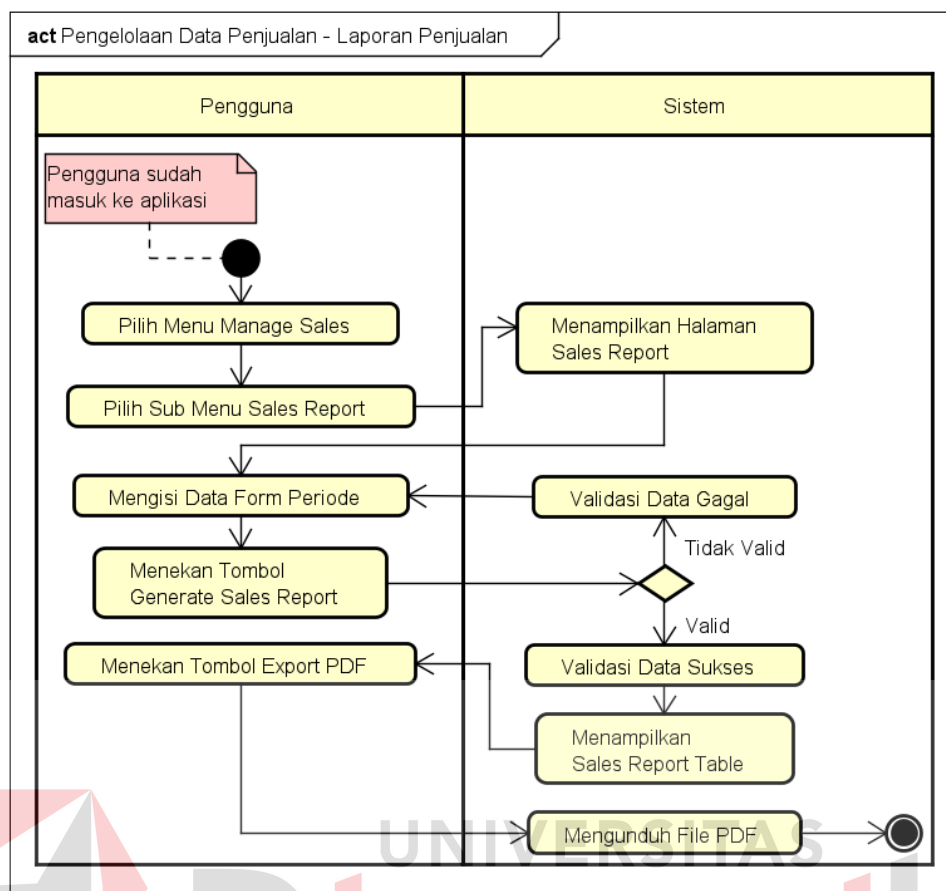 act Pengelolaan Data Penjualan - Laporan Penjualan
Pengguna
Sistem
Pengguna sudah
masuk ke aplikasi
Pilih Menu Manage Sales
Menampilkan Halaman
Sales Report
Pilih Sub Menu Sales Report
Mengisi Data Form Periode
Validasi Data Gagal
Tidak Valid
Menekan Tombol
Generate Sales Report
Valid
Menekan Tombol Export PDF
Validasi Data Sukses
Menampilkan
Sales Report Table
Mengunduh File PDF
UNIVERSITAS